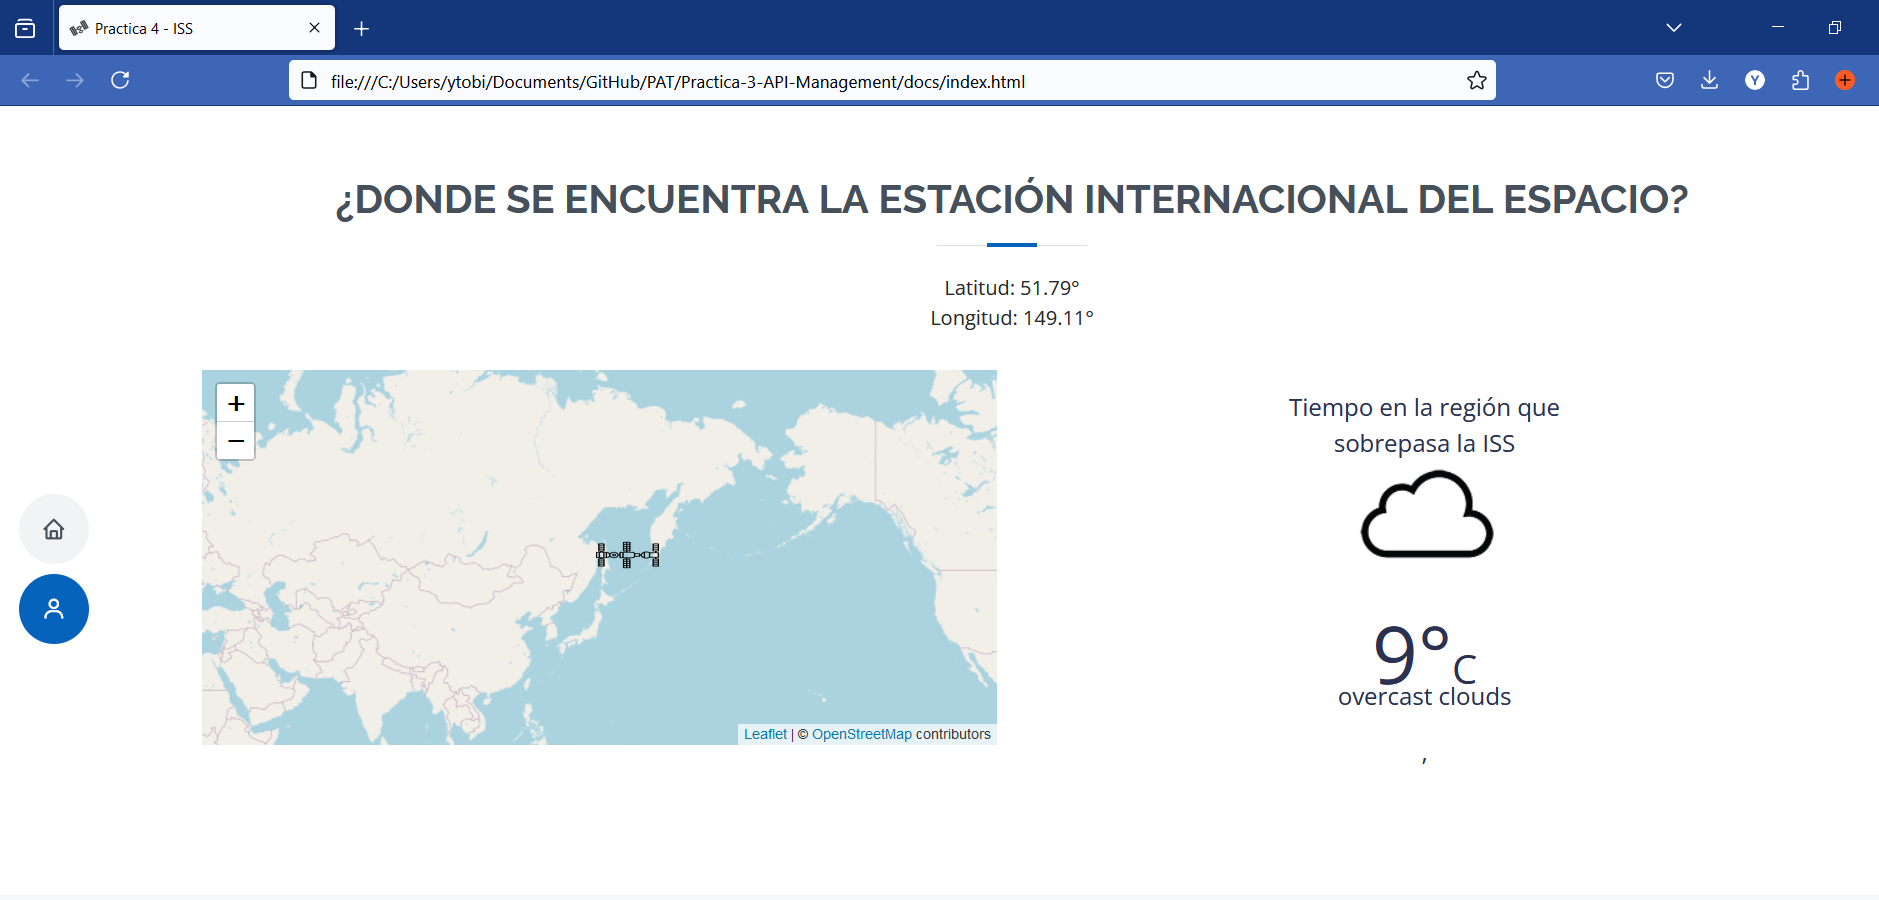 Practica 4 - ISS
file:///C:/Users/ytobi/Documents/GitHub/PAT/Practica-3-API-Management/docs/index.html
Y
¿DONDE SE ENCUENTRA LA ESTACIÓN INTERNACIONAL DEL ESPACIO?
Latitud: 51.79°
Longitud: 149.11°
+
−
Leaflet | © OpenStreetMap contributors
Tiempo en la región que
sobrepasa la ISS
9°C
overcast clouds
,